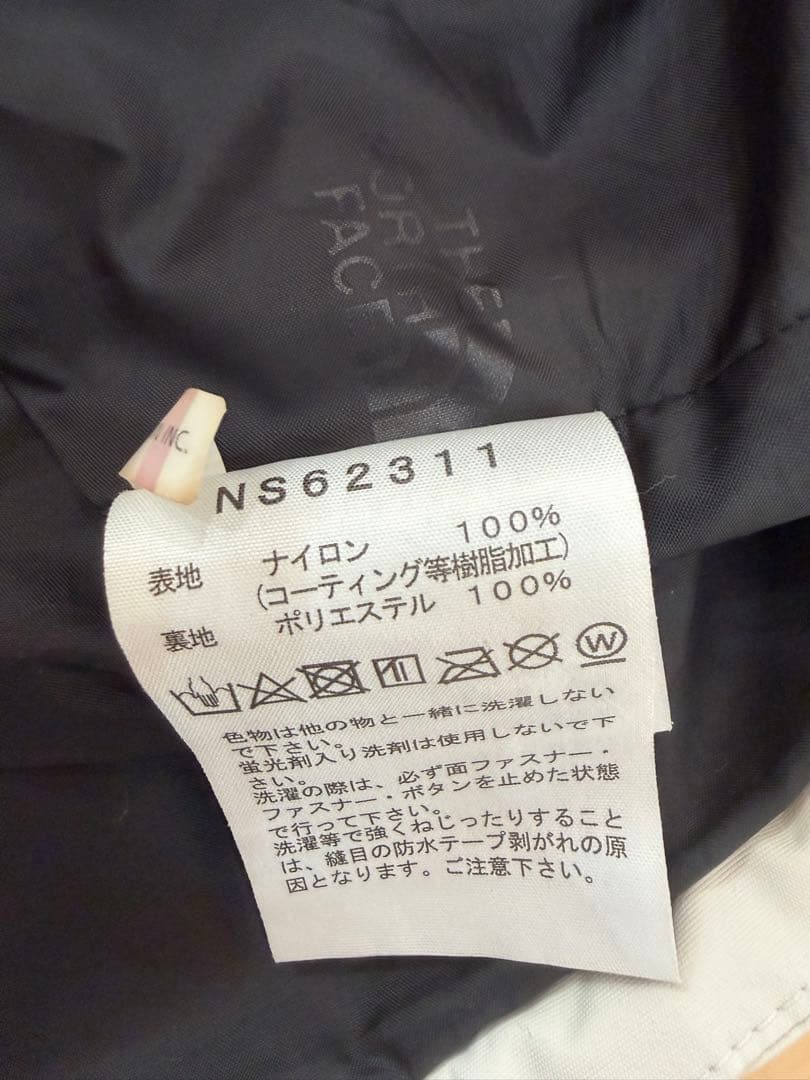 THE
FACE
INC.
NS62311
表地 ナイロン 100%
(コーティング等樹脂加工)
裏地 ポリエステル 100%
W
色物は他の物と一緒に洗濯しない
で下さい。
蛍光剤入り洗剤は使用しないで下
さい。
洗濯の際は、必ず面ファスナー・
ファスナー・ボタンを止めた状態
で行って下さい。
洗濯等で強くねじったりすること
は、縫目の防水テープ剥がれの原
因となります。ご注意下さい。